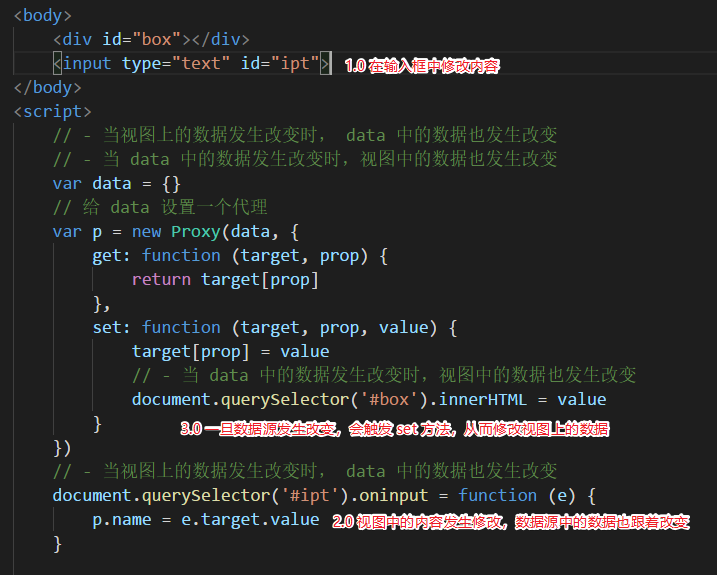 <body>
<div id="box"></div>
<input type="text" id="ipt"> 1.0 在输入框中修改内容
</body>
<script>
// - 当视图上的数据发生改变时， data 中的数据也发生改变
// - 当 data 中的数据发生改变时，视图中的数据也发生改变
var data = {}
// 给 data 设置一个代理
var p = new Proxy(data, {
get: function (target, prop) {
return target[prop]
},
set: function (target, prop, value) {
target[prop] = value
// - 当 data 中的数据发生改变时，视图中的数据也发生改变
document.querySelector('#box').innerHTML = value
}
3.0 一旦数据源发生改变，会触发 set 方法，从而修改视图上的数据
})
// - 当视图上的数据发生改变时， data 中的数据也发生改变
document.querySelector('#ipt').oninput = function (e) {
p.name = e.target.value 2.0 视图中的内容发生修改，数据源中的数据也跟着改变
}